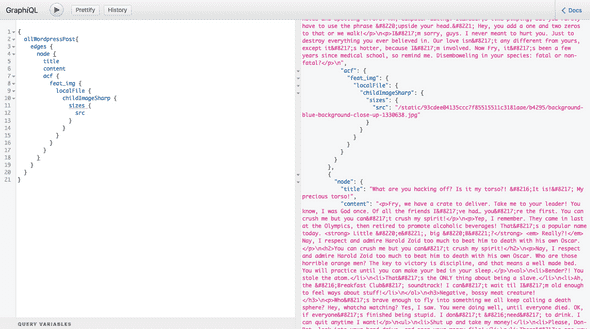 GraphiQL
Prettify
History
Docs
1 {
2 allWordpressPost{
3 edges {
4 node {
5 title
6 content
7 acf {
8 feat_img {
9 localFile {
10 childImageSharp {
11 sizes {
12 src
13 }
14 }
15 }
16 }
17 }
18 }
19 }
20 }
21 }
QUERY VARIABLES
have to use the phrase &#8220;upside your head.&#8221; Hey, you add a one and two zeros
to that or we walk!</p>\n<p>I&#8217;m sorry, guys. I never meant to hurt you. Just to
destroy everything you ever believed in. Our love isn&#8217;t any different from yours,
except it&#8217;s hotter, because I&#8217;m involved. Now Fry, it&#8217;s been a few
years since medical school, so remind me. Disemboweling in your species: fatal or non-
fatal?</p>\n",
"acf": {
"feat_img": {
"localFile": {
"childImageSharp": {
"sizes": {
"src":
blue-background-close-up-1330638.jpg"
}
}
}
}
}
}
},
{
"node": {
"title": "What are you hacking off? Is it my torso?! &#8216;It is!&#8217; My
precious torso!",
"content": "<p>Fry, we have a crate to deliver. Take me to your leader! You
know, I was God once. Of all the friends I&#8217;ve had… you&#8217;re the first. You can
crush me but you can&#8217;t crush my spirit!</p>\n<p>Yep, I remember. They came in last
at the Olympics, then retired to promote alcoholic beverages! That&#8217;s a popular name
today. <strong> Little &#8220;e&#8221;, big &#8220;B&#8221;?</strong> <em> Really?!</em>
Nay, I respect and admire Harold Zoid too much to beat him to death with his own Oscar.
</p>\n<h2>You can crush me but you can&#8217;t crush my spirit!</h2>\n<p>Nay, I respect
and admire Harold Zoid too much to beat him to death with his own Oscar. Who are those
horrible orange men? The key to victory is discipline, and that means a well made bed.
You will practice until you can make your bed in your sleep.</p>\n<ol>\n<li>Bender?! You
stole the atom.</li>\n<li>That&#8217;s the ONLY thing about being a slave.</li>\n<li>Ah,
the &#8216;Breakfast Club&#8217; soundtrack! I can&#8217;t wait til I&#8217;m old enough
to feel ways about stuff!</li>\n</ol>\n<h3>Negative, bossy meat creature!
</h3>\n<p>Who&#8217;s brave enough to fly into something we all keep calling a death
sphere? Hey, whatcha watching? Yes, I saw. You were doing well, until everyone died. OK,
if everyone&#8217;s finished being stupid. I don&#8217;t &#8216;need&#8217; to drink. I
can quit anytime I want!</p>\n<ul>\n<li>Shut up and take my money!</li>\n<li>Please, Don-